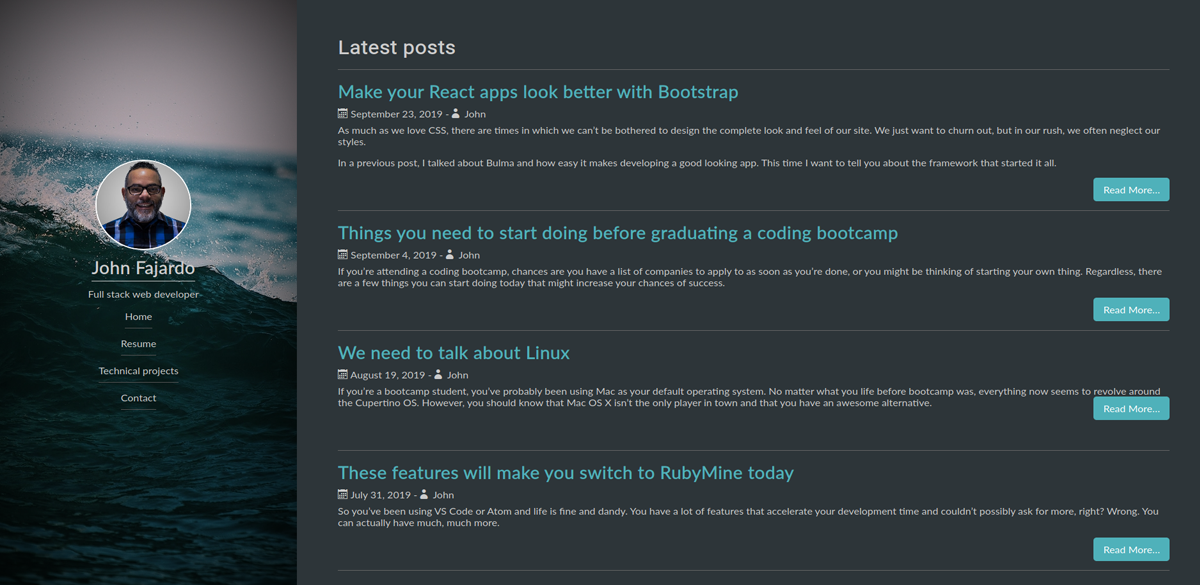 John Fajardo
Full stack web developer
Home
Resume
Technical projects
Contact
Latest posts
Make your React apps look better with Bootstrap
September 23, 2019 - John
As much as we love CSS, there are times in which we can't be bothered to design the complete look and feel of our site. We just want to churn out, but in our rush, we often neglect our
styles.
In a previous post, I talked about Bulma and how easy it makes developing a good looking app. This time I want to tell you about the framework that started it all.
Read More...
Things you need to start doing before graduating a coding bootcamp
September 4, 2019 - John
If you're attending a coding bootcamp, chances are you have a list of companies to apply to as soon as you're done, or you might be thinking of starting your own thing. Regardless, there
are a few things you can start doing today that might increase your chances of success.
Read More...
We need to talk about Linux
August 19, 2019 - John
If you're a bootcamp student, you've probably been using Mac as your default operating system. No matter what you life before bootcamp was, everything now seems to revolve around
the Cupertino OS. However, you should know that Mac OS X isn't the only player in town and that you have an awesome alternative.
Read More...
These features will make you switch to RubyMine today
July 31, 2019 - John
So you've been using VS Code or Atom and life is fine and dandy. You have a lot of features that accelerate your development time and couldn't possibly ask for more, right? Wrong. You
can actually have much, much more.
Read More...